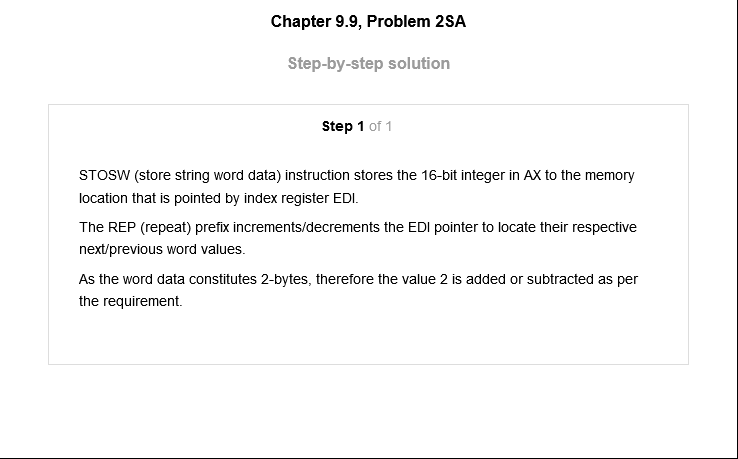 Chapter 9.9, Problem 2SA
Step-by-step solution
Step 1 of 1
STOSW (store string word data) instruction stores the 16-bit integer in AX to the memory
location that is pointed by index register EDI.
The REP (repeat) prefix increments/decrements the EDI pointer to locate their respective
next/previous word values.
As the word data constitutes 2-bytes, therefore the value 2 is added or subtracted as per
the requirement.